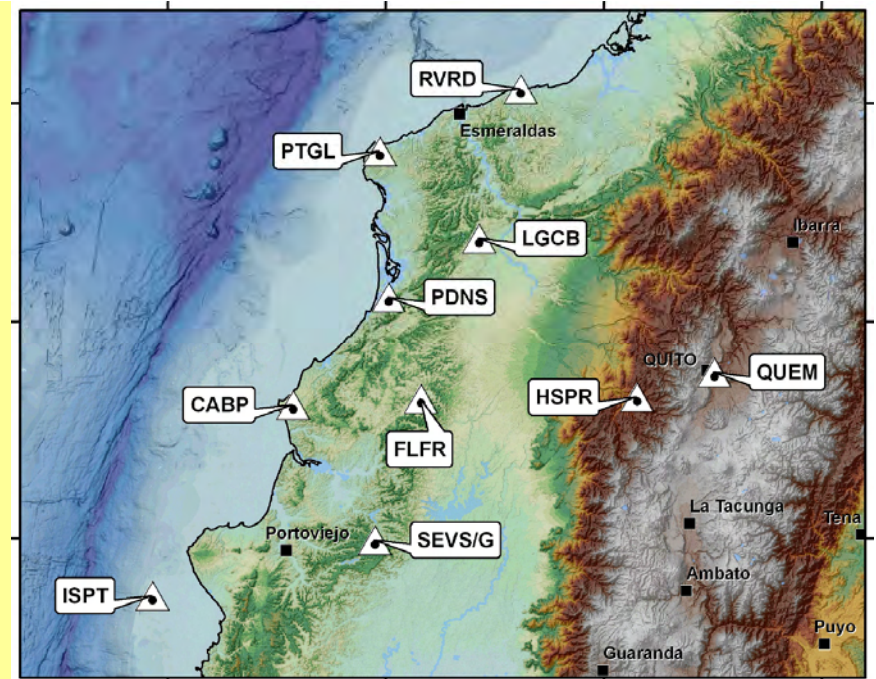 RVRD
Esmeraldas
PTGL
Ibarra
LGCB
PDNS
QUITO
QUEM
HSPR
CABP
FLFR
La Tacunga
Tena
Portoviejo
SEVS/G
Ambato
ISPT
Puyo
Guaranda